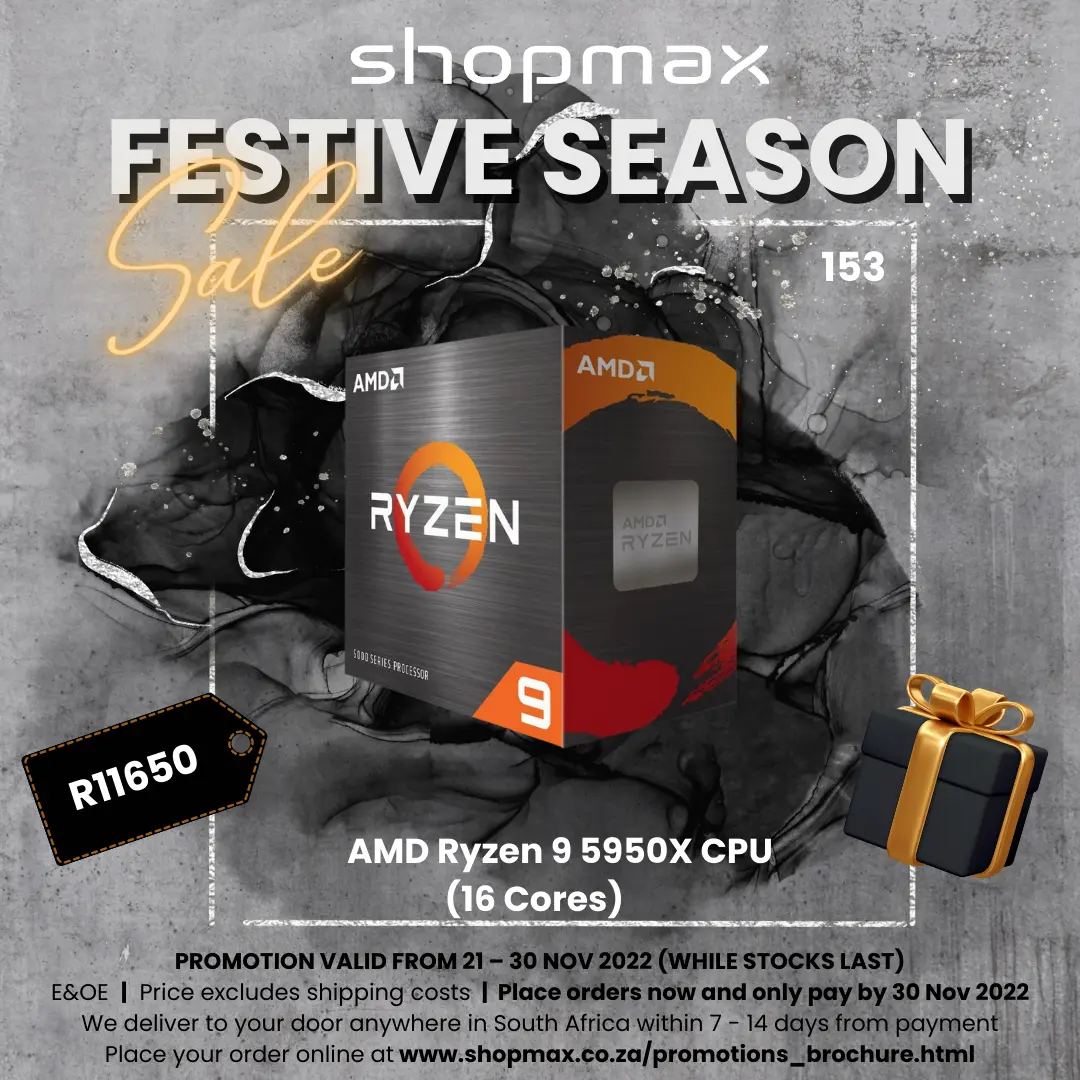 shopmax
FESTIVE SEASON
Sale
153
AMD
AMD
RYZEN
AMD
RYZEN
5000 SERIES PROCESSOR
9
R11650
AMD Ryzen 9 5950X CPU
(16 Cores)
PROMOTION VALID FROM 21 – 30 NOV 2022 (WHILE STOCKS LAST)
E&OE | Price excludes shipping costs | Place orders now and only pay by 30 Nov 2022
We deliver to your door anywhere in South Africa within 7 - 14 days from payment
Place your order online at www.shopmax.co.za/promotions_brochure.html